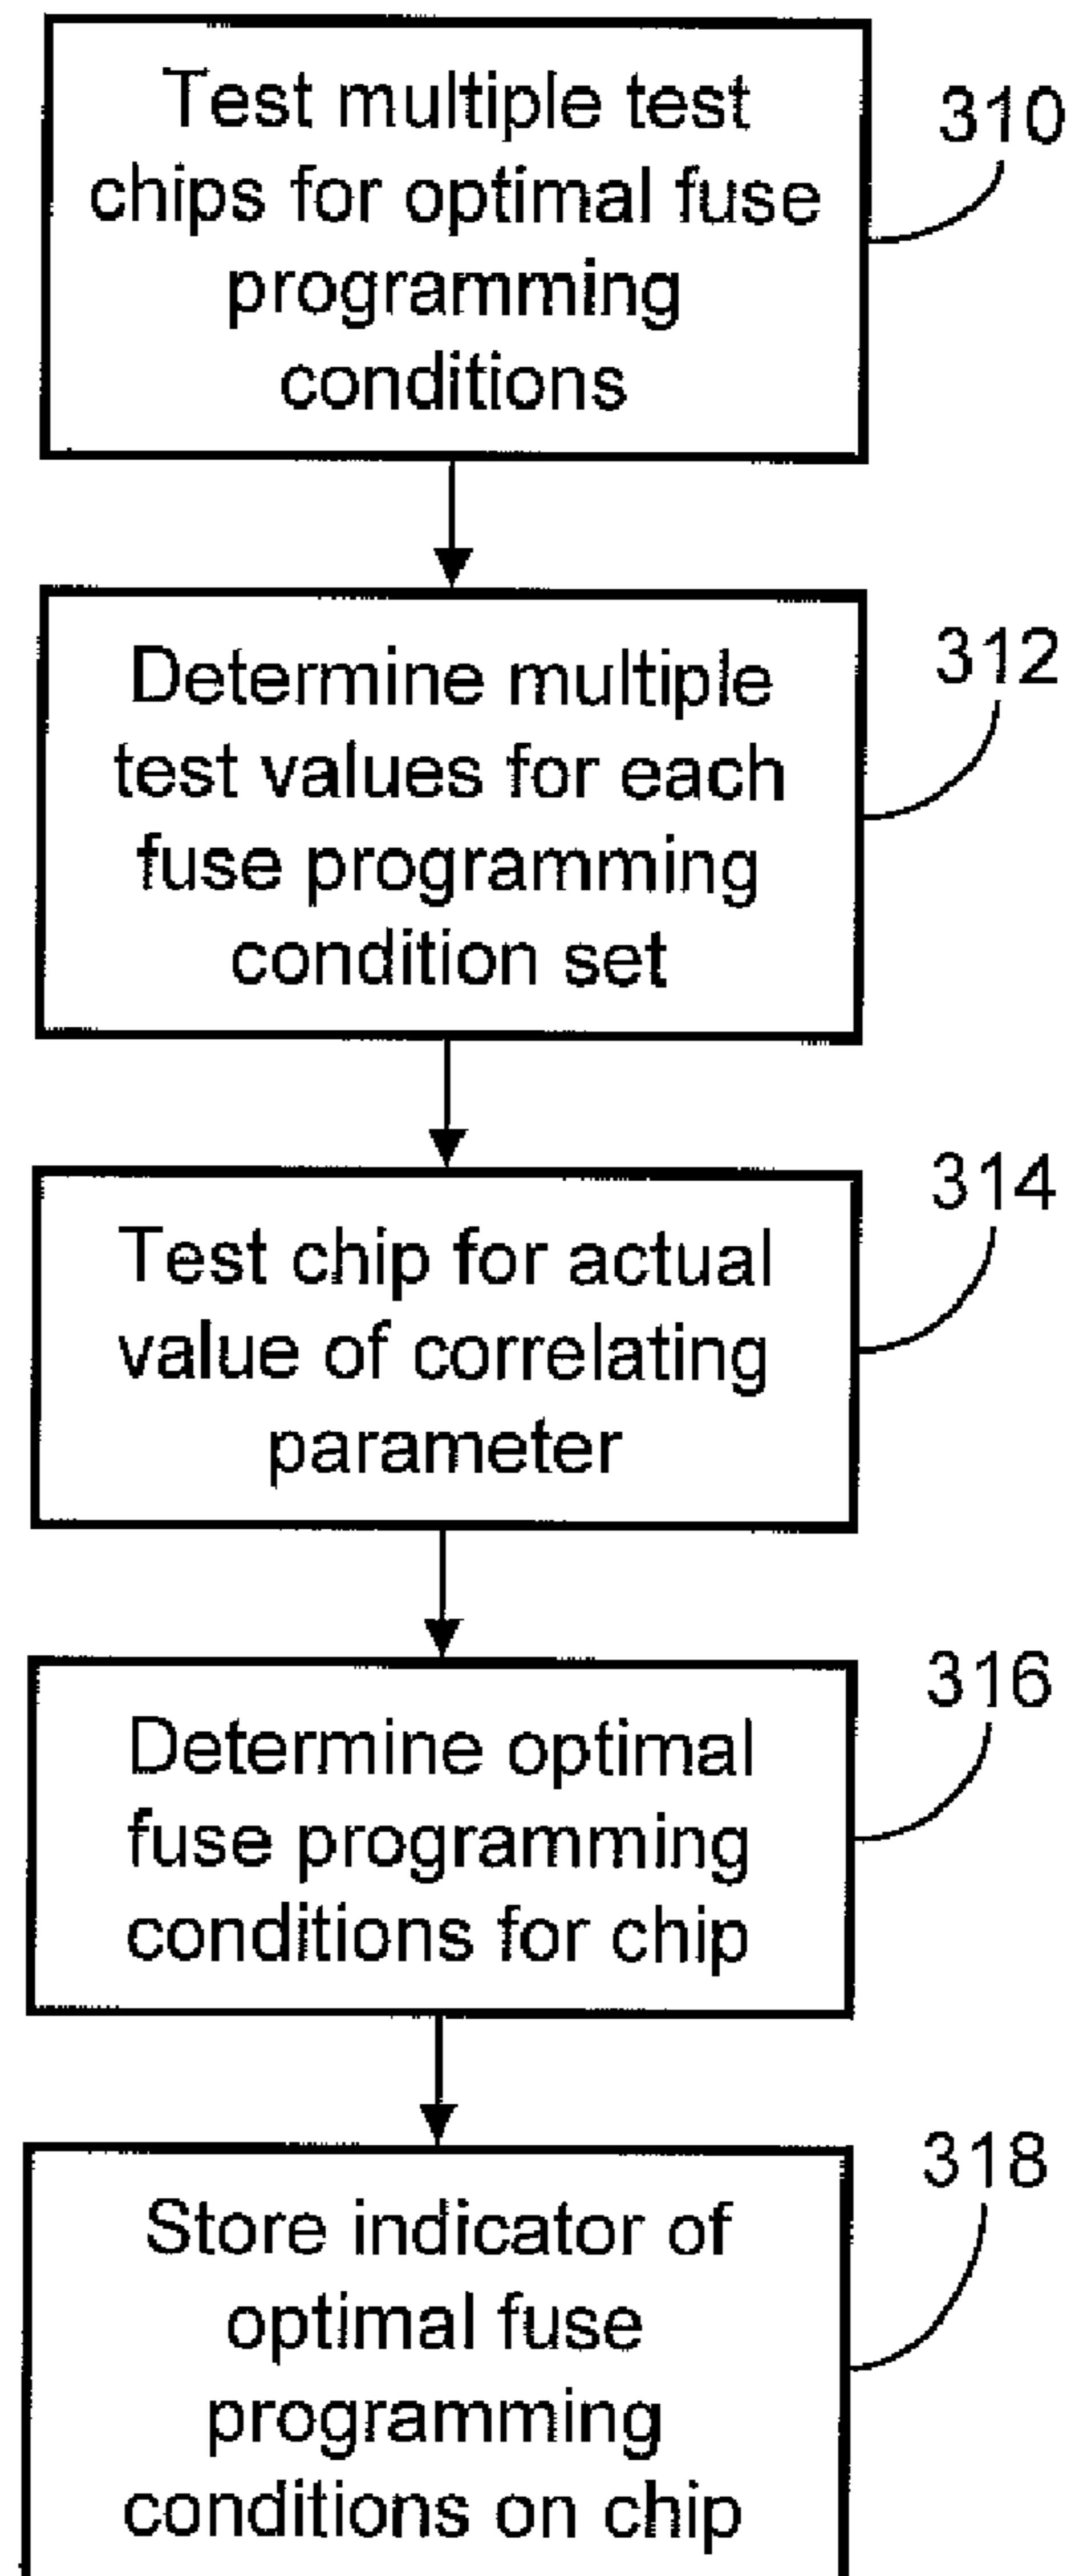 Test multiple test
chips for optimal fuse
programming
conditions
310
Determine multiple
test values for each
fuse programming
condition set
312
Test chip for actual
value of correlating
parameter
314
Determine optimal
fuse programming
conditions for chip
316
Store indicator of
optimal fuse
programming
conditions on chip
318